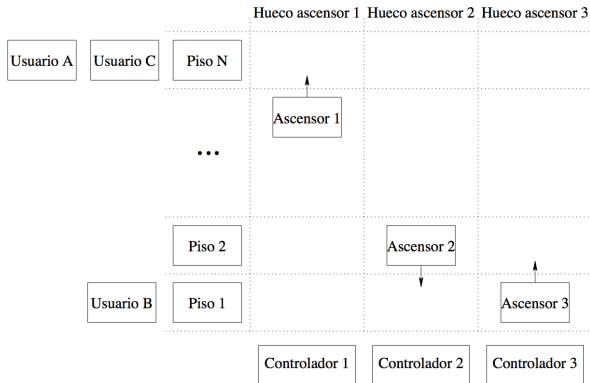 Hueco ascensor 1 Hueco ascensor 2 Hueco ascensor 3
Usuario A Usuario C Piso N
Ascensor 1
...
Piso 2 Ascensor 2
Usuario B Piso 1 Ascensor 3
Controlador 1 Controlador 2 Controlador 3